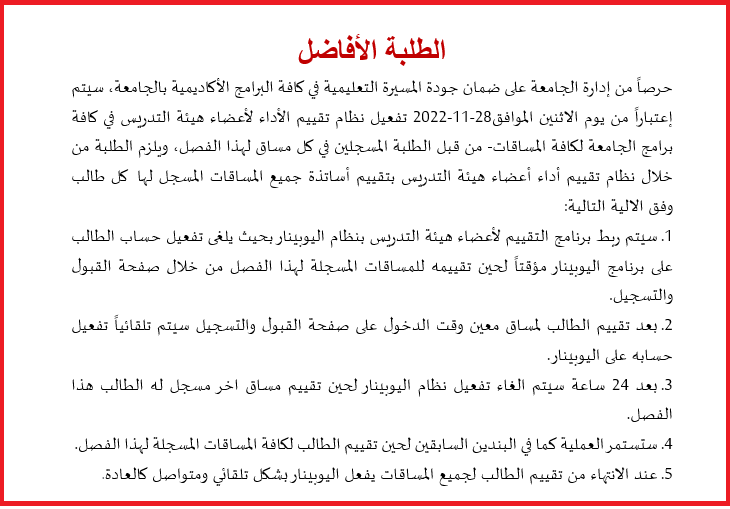 الطلبة الأفاضل
حرصاً من إدارة الجامعة على ضمان جودة المسيرة التعليمية في كافة البرامج الأكاديمية بالجامعة، سيتم
إعتباراً من يوم الاثنين الموافق28-11-2022 تفعيل نظام تقييم الأداء لأعضاء هيئة التدريس في كافة
برامج الجامعة لكافة المساقات- من قبل الطلبة المسجلين في كل مساق لهذا الفصل، ويلزم الطلبة من
خلال نظام تقييم أداء أعضاء هيئة التدريس بتقييم أساتذة جميع المساقات المسجل لها كل طالب
وفق الالية التالية:
1. سيتم ربط برنامج التقييم لأعضاء هيئة التدريس بنظام اليوبينار بحيث يلغى تفعيل حساب الطالب
على برنامج اليوبينار مؤقتاً لحين تقييمه للمساقات المسجلة لهذا الفصل من خلال صفحة القبول
والتسجيل.
2. بعد تقييم الطالب لمساق معين وقت الدخول على صفحة القبول والتسجيل سيتم تلقائياً تفعيل
حسابه على اليوبينار.
3. بعد 24 ساعة سيتم الغاء تفعيل نظام اليوبينار لحين تقييم مساق اخر مسجل له الطالب هذا
الفصل.
4. ستستمر العملية كما في البندين السابقين لحين تقييم الطالب لكافة المساقات المسجلة لهذا الفصل.
5. عند الانتهاء من تقييم الطالب لجميع المساقات يفعل اليوبينار بشكل تلقائي ومتواصل كالعادة.